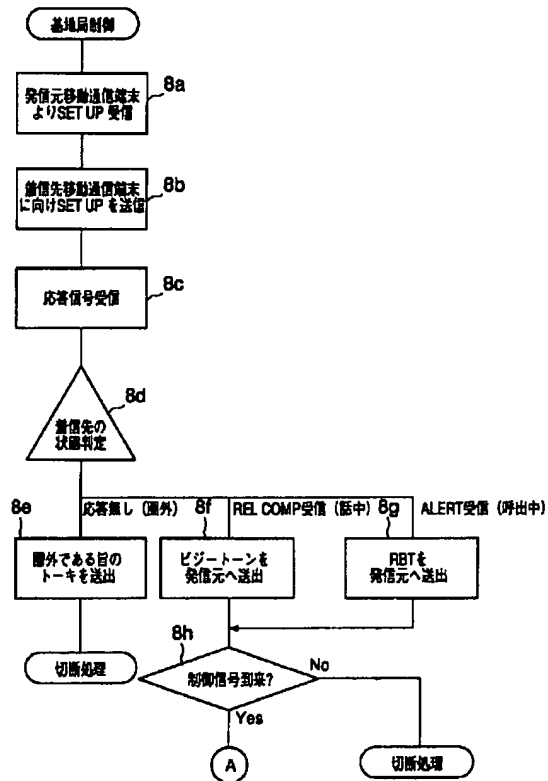 基地局制御
8a
発信元移動通信端末
よりSET UP 受信
8b
着信先移動通信端末
に向けSET UP を送信
8c
応答信号受信
8d
着信先の
状態判定
8e
応答無し（圏外）
8f
REL COMP受信（話中）
8g
ALERT受信（呼出中）
圏外である旨の
トーキを送出
ビジートーンを
発信元へ送出
RBTを
発信元へ送出
切断処理
8h
制御信号到来?
No
Yes
A
切断処理